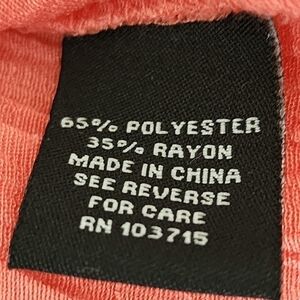 65% POLYESTER
35% RAYON
MADE IN CHINA
SEE REVERSE
FOR CARE
RN 103715